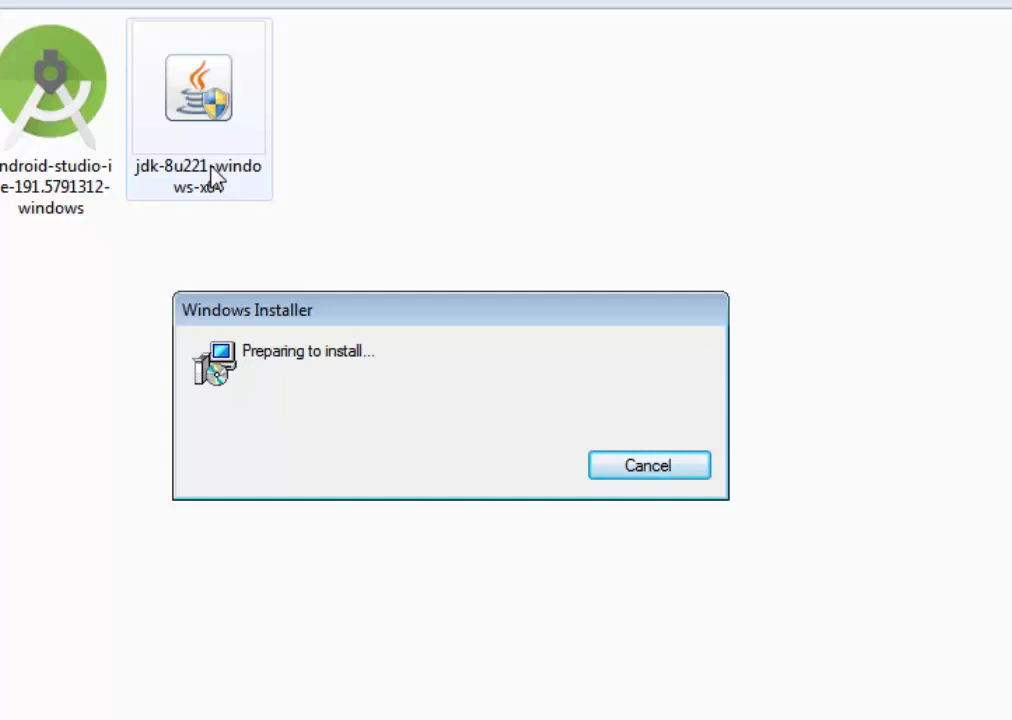 ndroid-studio-i
e-191.5791312-
windows
jdk-8u221-windo
Windows Installer
Preparing to install...
Cancel